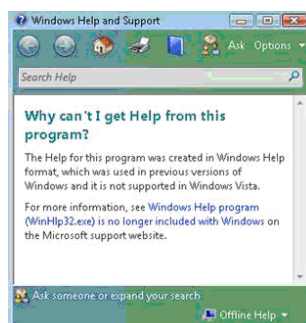 Windows Help and Support
Ask Options
Search Help
Why can't I get Help from this
program?
The Help for this program was created in Windows Help
format, which was used in previous versions of
Windows and it is not supported in Windows Vista.
For more information, see Windows Help program
(WinHlp32.exe) is no longer included with Windows on
the Microsoft support website.
Ask someone or expand your search
Offline Help